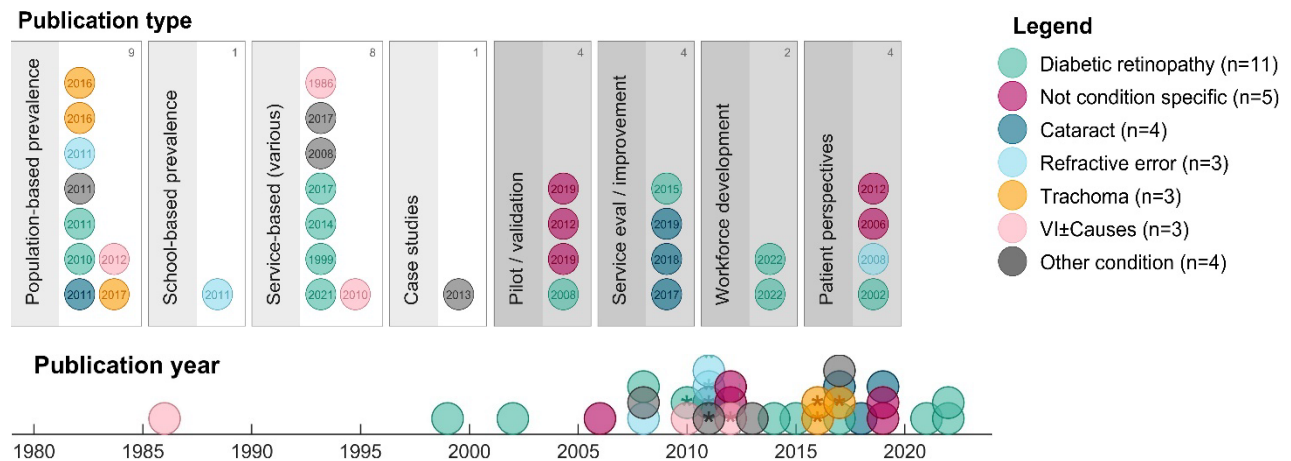 Publication type
Legend
9
1
8
1
4
4
2
4
Population-based prevalence
2016
2016
2011
2011
2011
2010
2012
2011
2017
School-based prevalence
2011
Service-based (various)
1986
2017
2008
2017
2014
1999
2021
2010
Case studies
2013
Pilot / validation
2019
2012
2019
2008
Service eval / improvement
2015
2019
2018
2017
Workforce development
2022
2022
Patient perspectives
2012
2006
2008
2002
Diabetic retinopathy (n=11)
Not condition specific (n=5)
Cataract (n=4)
Refractive error (n=3)
Trachoma (n=3)
VI±Causes (n=3)
Other condition (n=4)
Publication year
* * * * * * *
1980 1985 1990 1995 2000 2005 2010 2015 2020